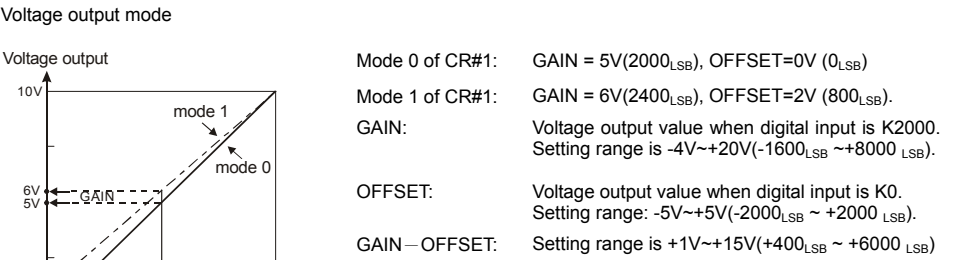 Voltage output mode
Voltage output
10V
mode 1
mode 0
6V
GAIN
5V
Mode 0 of CR#1: GAIN = 5V(2000LSB), OFFSET=0V (0LSB)
Mode 1 of CR#1: GAIN = 6V(2400LSB), OFFSET=2V (800LSB).
GAIN: Voltage output value when digital input is K2000.
Setting range is -4V~+20V(-1600LSB ~+8000 LSB).
OFFSET: Voltage output value when digital input is K0.
Setting range: -5V~+5V(-2000LSB ~ +2000 LSB).
GAIN－OFFSET: Setting range is +1V~+15V(+400LSB ~ +6000 LSB)